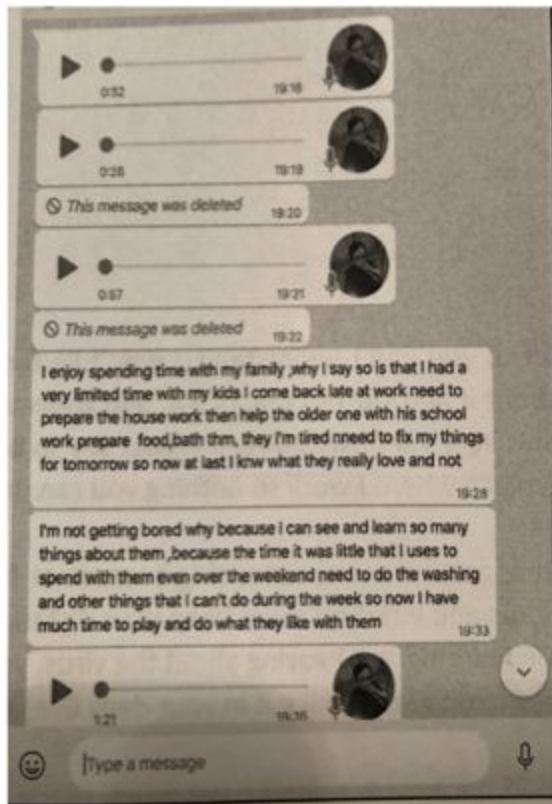 0:52 19:16
0:26 19:18
This message was deleted 19:20
0:57 19:21
This message was deleted 19:22
I enjoy spending time with my family ,why I say so is that I had a
very limited time with my kids I come back late at work need to
prepare the house work then help the older one with his school
work prepare food,bath thm, they I'm tired nneed to fix my things
for tomorrow so now at last I knw what they really love and not
19:28
I'm not getting bored why because I can see and learn so many
things about them ,because the time it was little that I uses to
spend with them even over the weekend need to do the washing
and other things that I can't do during the week so now I have
much time to play and do what they like with them
19:33
1:21
Type a message